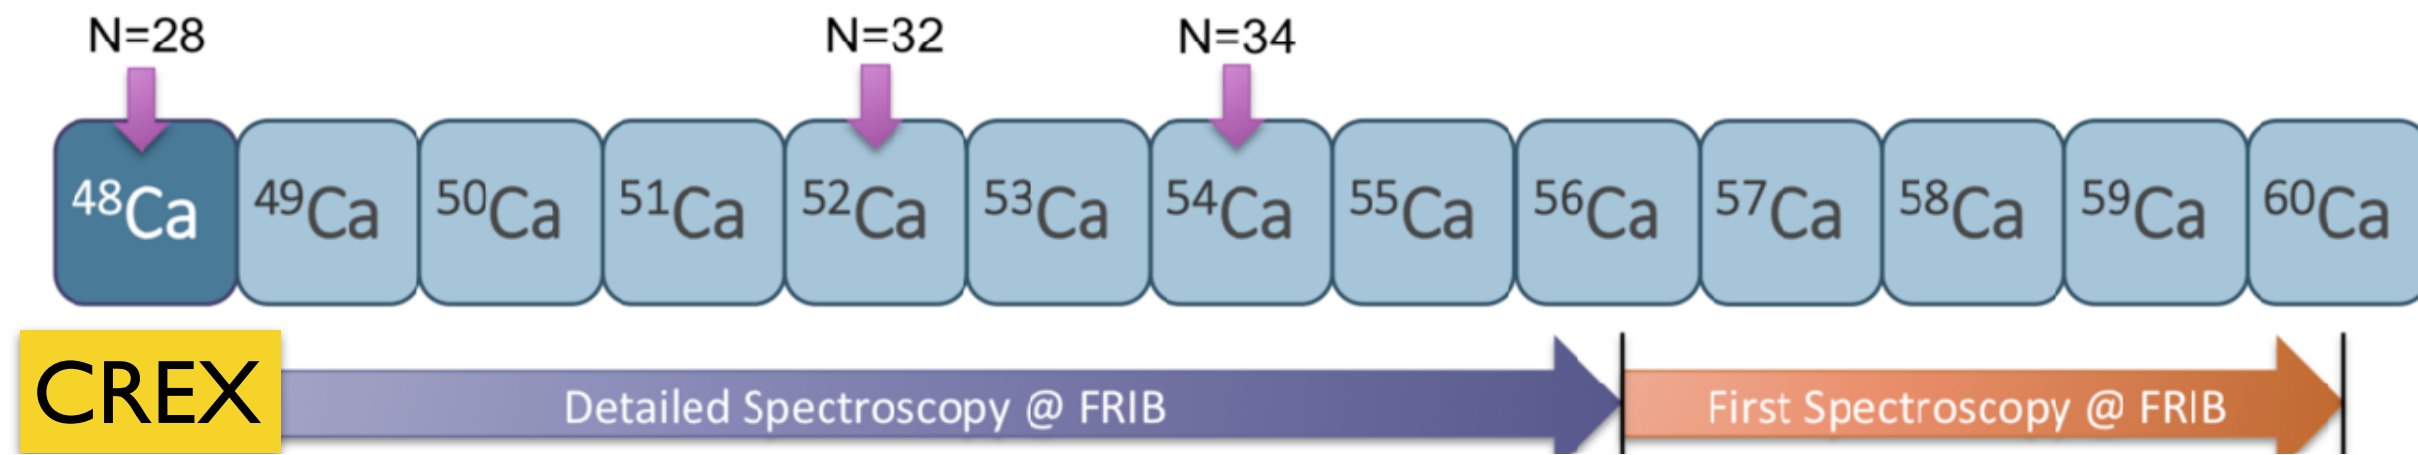 N=28 N=32 N=34
⁴⁸Ca ⁴⁹Ca ⁵⁰Ca ⁵¹Ca ⁵²Ca ⁵³Ca ⁵⁴Ca ⁵⁵Ca ⁵⁶Ca ⁵⁷Ca ⁵⁸Ca ⁵⁹Ca ⁶⁰Ca
CREX Detailed Spectroscopy @ FRIB First Spectroscopy @ FRIB